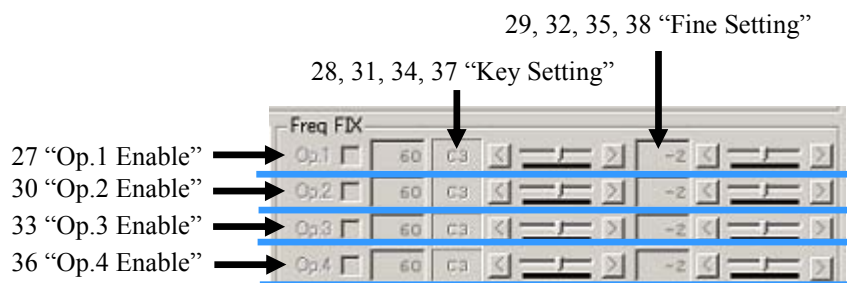 29, 32, 35, 38 “Fine Setting”
28, 31, 34, 37 “Key Setting”
Freq FIX
27 “Op.1 Enable” Op.1 60 C3 < > -2 < >
30 “Op.2 Enable” Op.2 60 C3 < > -2 < >
33 “Op.3 Enable” Op.3 60 C3 < > -2 < >
36 “Op.4 Enable” Op.4 60 C3 < > -2 < >